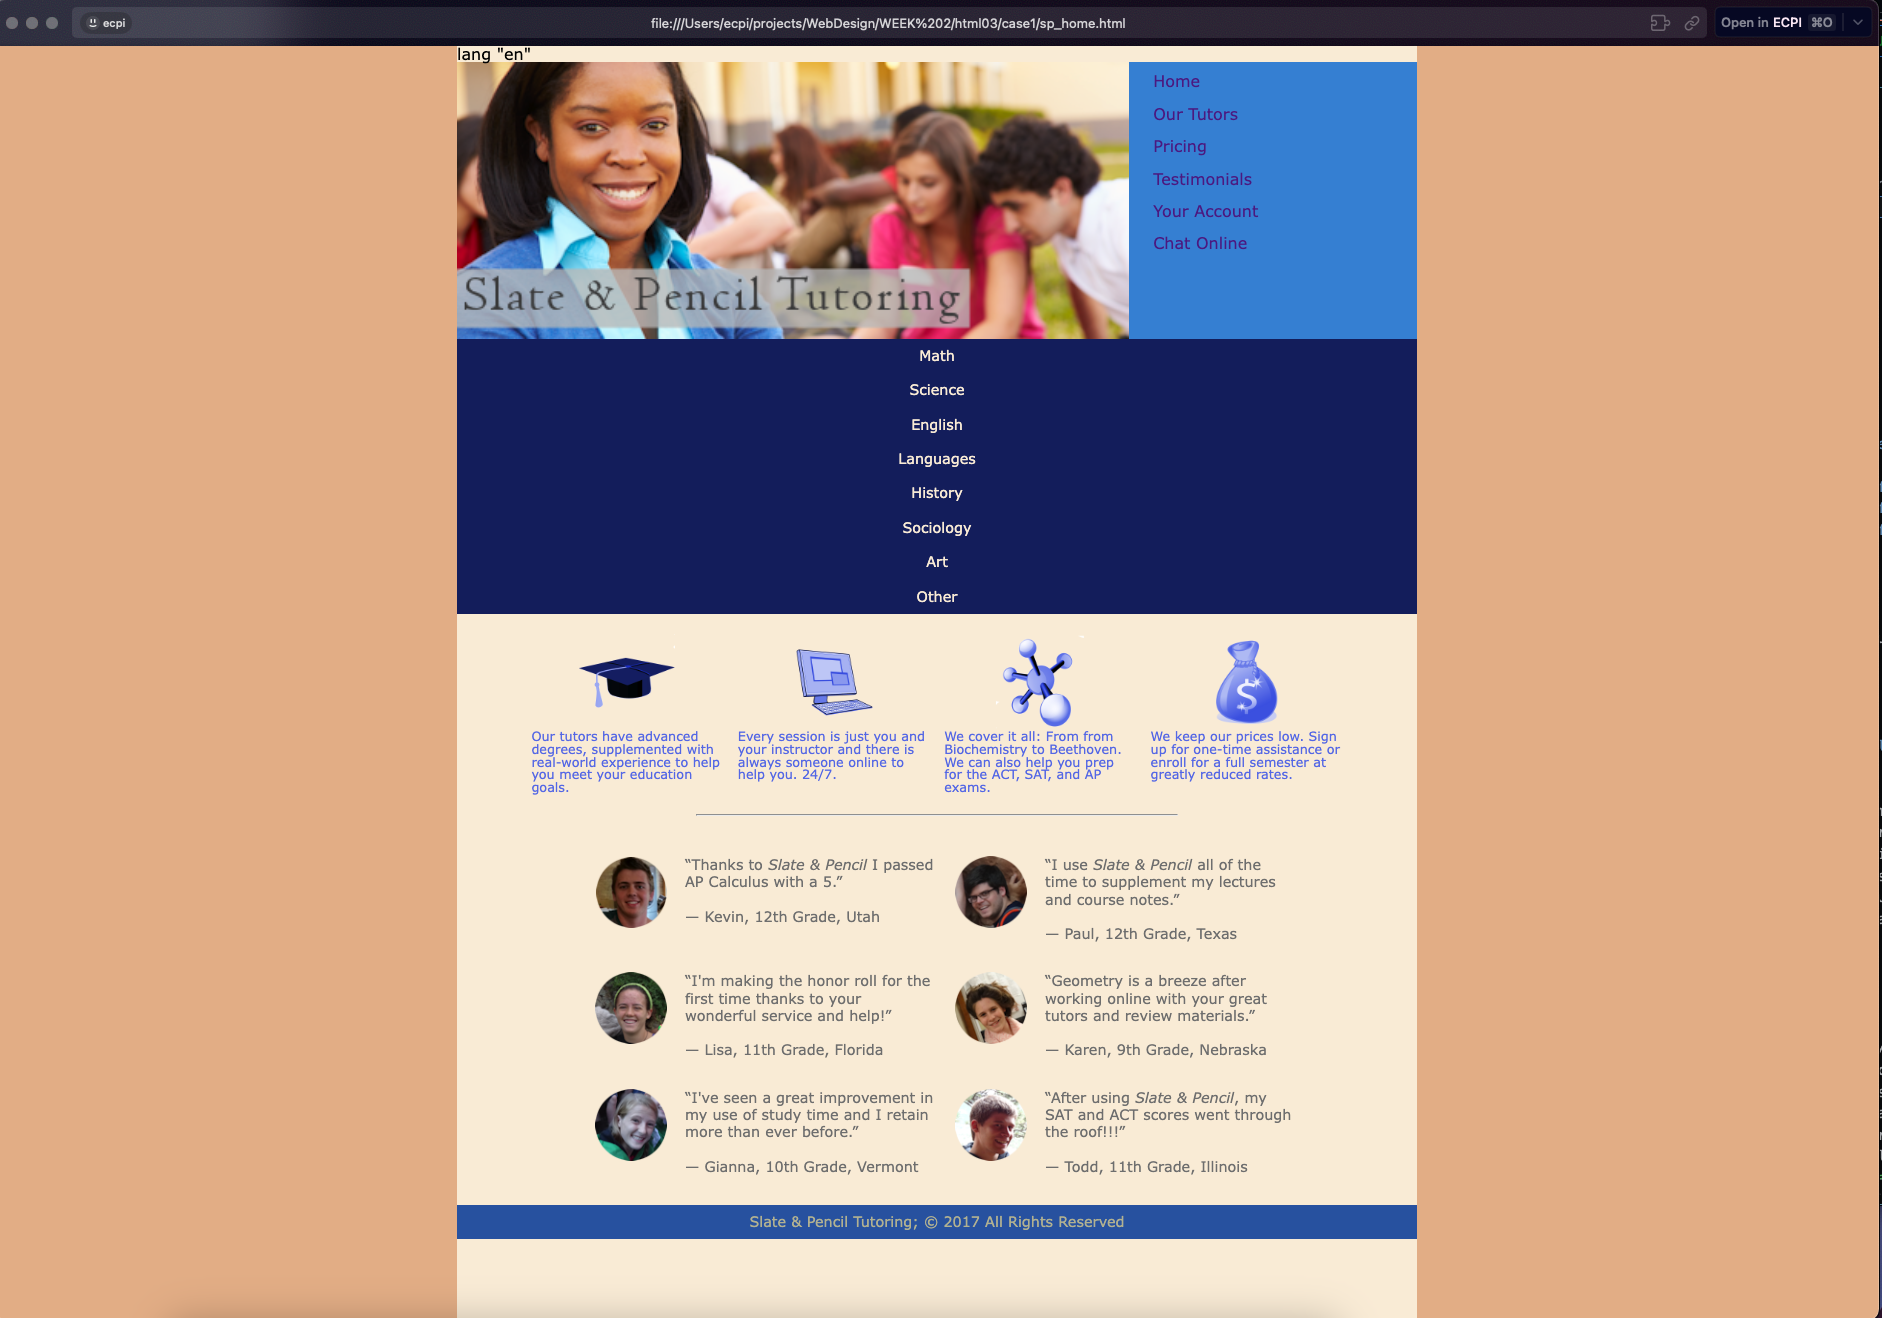 ecpi
file:///Users/ecpi/projects/WebDesign/WEEK%202/html03/case1/sp_home.html
Open in ECPI ⌘O
lang "en"
Home
Our Tutors
Pricing
Testimonials
Your Account
Chat Online
Slate & Pencil Tutoring
Math
Science
English
Languages
History
Sociology
Art
Other
Our tutors have advanced
degrees, supplemented with
real-world experience to help
you meet your education
goals.
Every session is just you and
your instructor and there is
always someone online to
help you. 24/7.
We cover it all: From from
Biochemistry to Beethoven.
We can also help you prep
for the ACT, SAT, and AP
exams.
$
We keep our prices low. Sign
up for one-time assistance or
enroll for a full semester at
greatly reduced rates.
“Thanks to Slate & Pencil I passed
AP Calculus with a 5.”
— Kevin, 12th Grade, Utah
“I use Slate & Pencil all of the
time to supplement my lectures
and course notes.”
— Paul, 12th Grade, Texas
“I'm making the honor roll for the
first time thanks to your
wonderful service and help!”
— Lisa, 11th Grade, Florida
“Geometry is a breeze after
working online with your great
tutors and review materials.”
— Karen, 9th Grade, Nebraska
“I've seen a great improvement in
my use of study time and I retain
more than ever before.”
— Gianna, 10th Grade, Vermont
“After using Slate & Pencil, my
SAT and ACT scores went through
the roof!!!”
— Todd, 11th Grade, Illinois
Slate & Pencil Tutoring; © 2017 All Rights Reserved